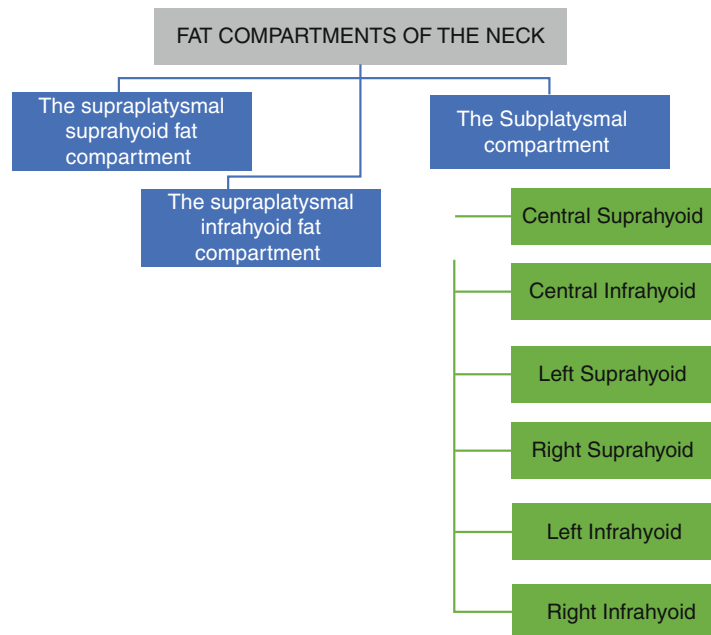 FAT COMPARTMENTS OF THE NECK
The supraplatysmal
suprahyoid fat
compartment
The Subplatysmal
compartment
The supraplatysmal
infrahyoid fat
compartment
Central Suprahyoid
Central Infrahyoid
Left Suprahyoid
Right Suprahyoid
Left Infrahyoid
Right Infrahyoid